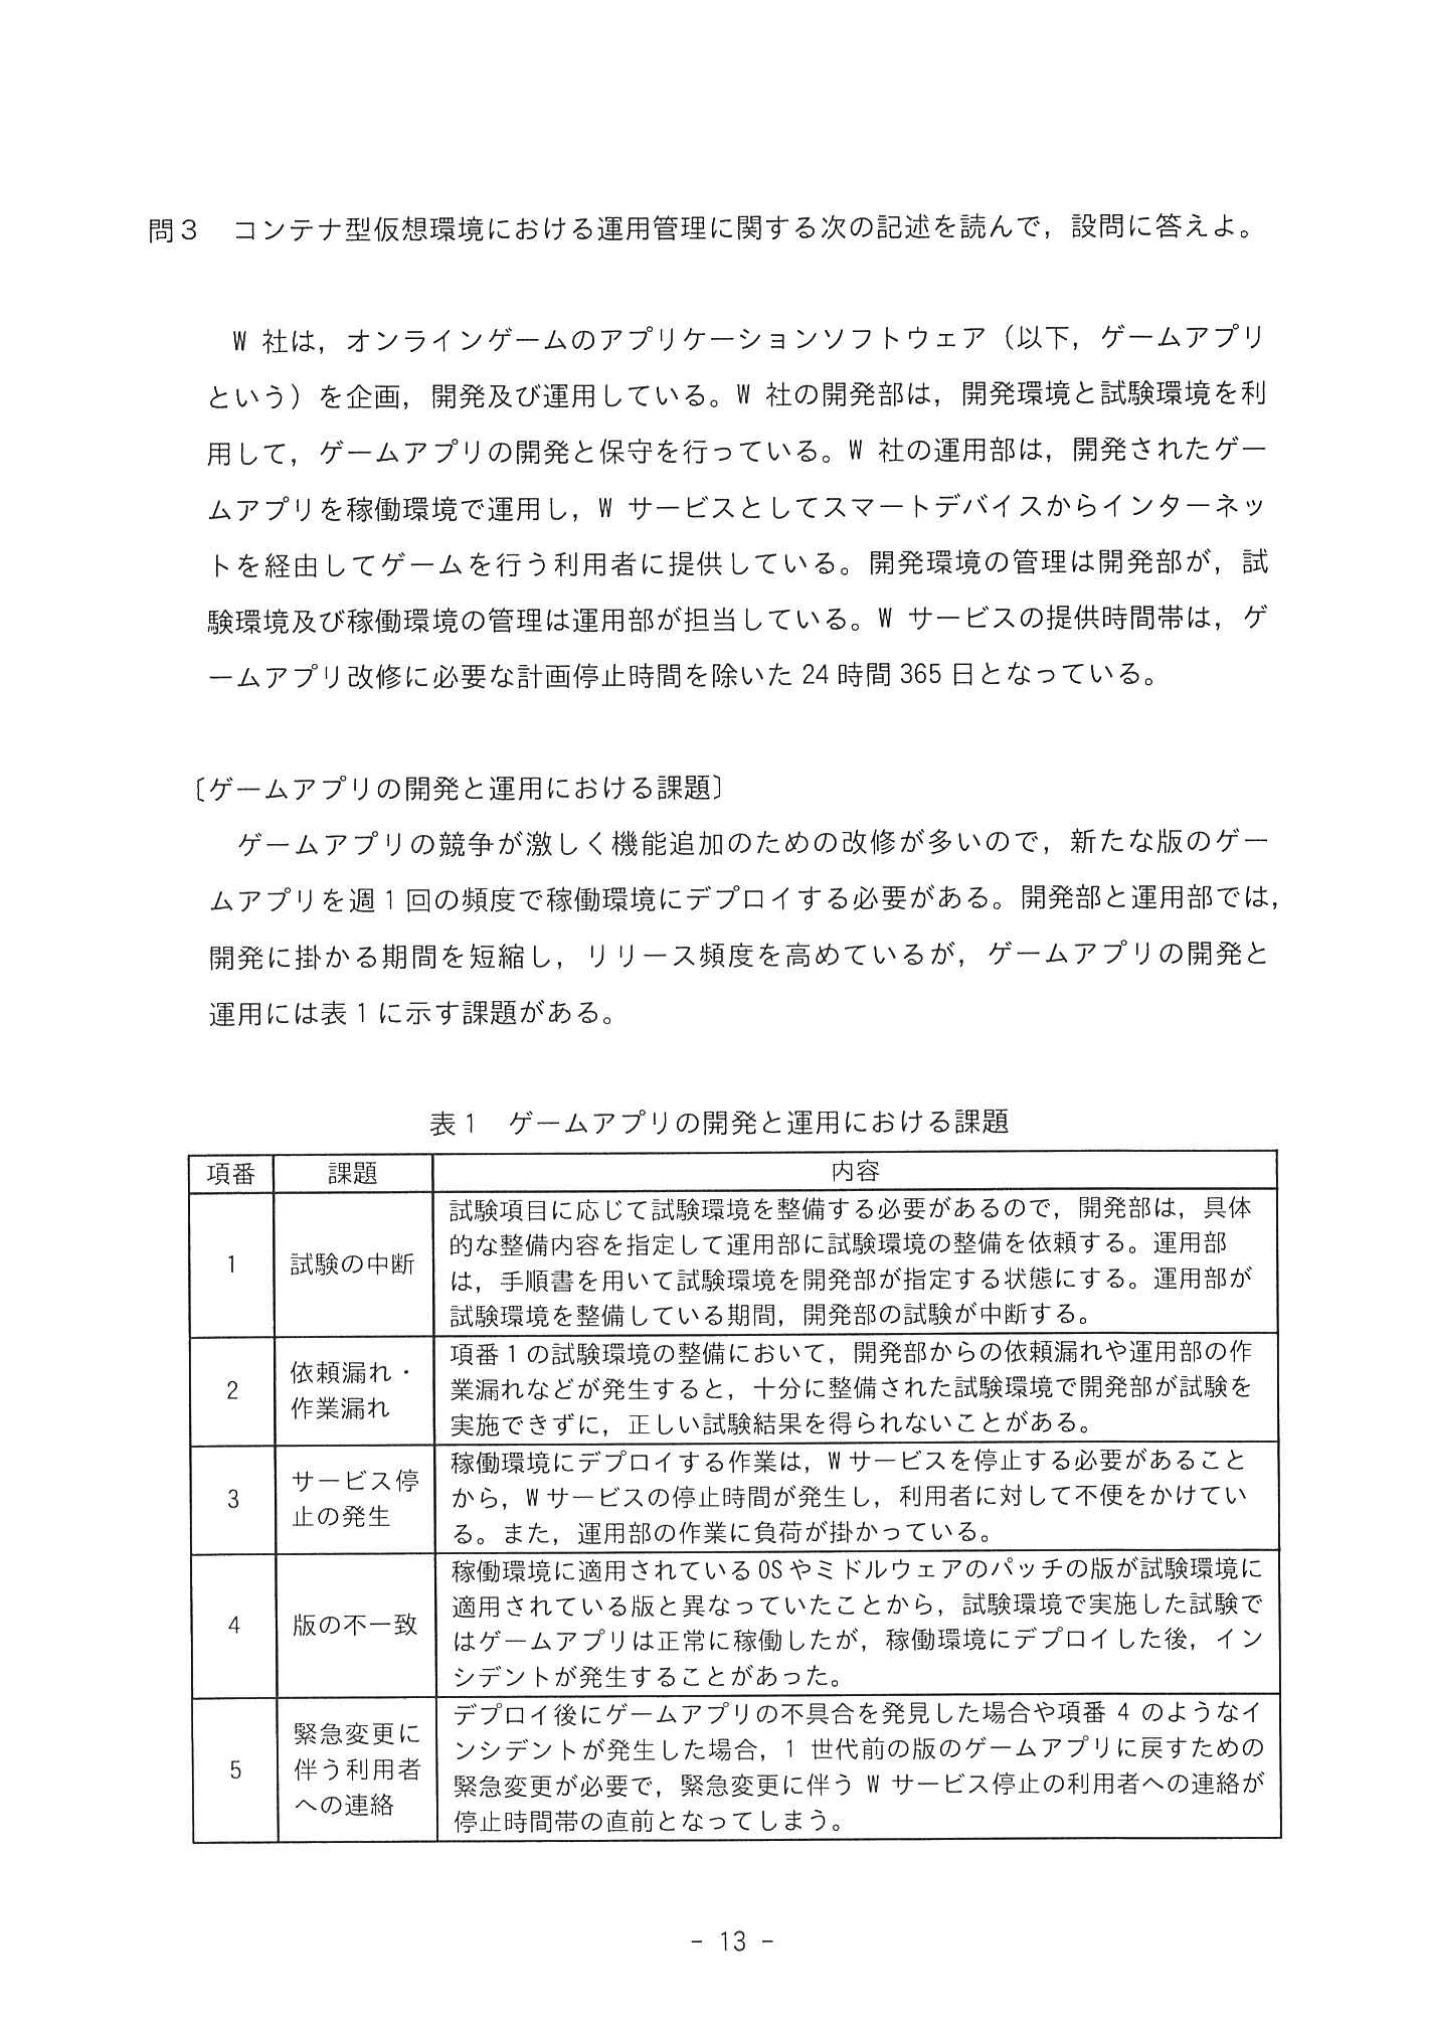 問３　コンテナ型仮想環境における運用管理に関する次の記述を読んで，設問に答えよ。
W 社は，オンラインゲームのアプリケーションソフトウェア（以下，ゲームアプリ
という）を企画，開発及び運用している。W 社の開発部は，開発環境と試験環境を利
用して，ゲームアプリの開発と保守を行っている。W 社の運用部は，開発されたゲー
ムアプリを稼働環境で運用し，W サービスとしてスマートデバイスからインターネッ
トを経由してゲームを行う利用者に提供している。開発環境の管理は開発部が，試
験環境及び稼働環境の管理は運用部が担当している。W サービスの提供時間帯は，ゲ
ームアプリ改修に必要な計画停止時間を除いた 24 時間 365 日となっている。
〔ゲームアプリの開発と運用における課題〕
ゲームアプリの競争が激しく機能追加のための改修が多いので，新たな版のゲー
ムアプリを週 1 回の頻度で稼働環境にデプロイする必要がある。開発部と運用部では，
開発に掛かる期間を短縮し，リリース頻度を高めているが，ゲームアプリの開発と
運用には表 1 に示す課題がある。
表 1　ゲームアプリの開発と運用における課題
項番　課題　内容
1　試験の中断　試験項目に応じて試験環境を整備する必要があるので，開発部は，具体
的な整備内容を指定して運用部に試験環境の整備を依頼する。運用部
は，手順書を用いて試験環境を開発部が指定する状態にする。運用部が
試験環境を整備している期間，開発部の試験が中断する。
2　依頼漏れ・
作業漏れ
項番 1 の試験環境の整備において，開発部からの依頼漏れや運用部の作
業漏れなどが発生すると，十分に整備された試験環境で開発部が試験を
実施できずに，正しい試験結果を得られないことがある。
3　サービス停
止の発生
稼働環境にデプロイする作業は，W サービスを停止する必要があること
から，W サービスの停止時間が発生し，利用者に対して不便をかけてい
る。また，運用部の作業に負荷が掛かっている。
4　版の不一致　稼働環境に適用されている OS やミドルウェアのパッチの版が試験環境に
適用されている版と異なっていたことから，試験環境で実施した試験で
はゲームアプリは正常に稼働したが，稼働環境にデプロイした後，イン
シデントが発生することがあった。
5　緊急変更に
伴う利用者
への連絡
デプロイ後にゲームアプリの不具合を発見した場合や項番 4 のようなイ
ンシデントが発生した場合，1 世代前の版のゲームアプリに戻すための
緊急変更が必要で，緊急変更に伴う W サービス停止の利用者への連絡が
停止時間帯の直前となってしまう。
- 13 -